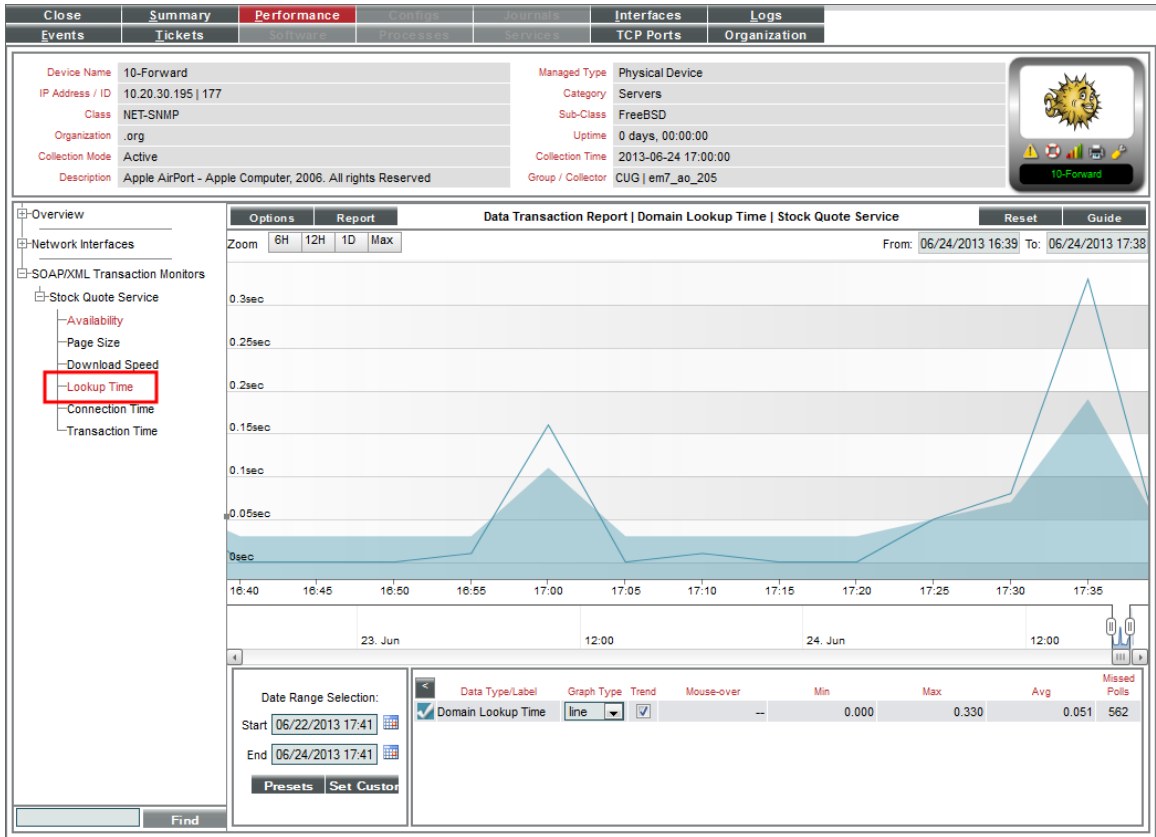 Close Summary Performance Configs Journals Interfaces Logs
Events Tickets Software Processes Services TCP Ports Organization
Device Name 10-Forward Managed Type Physical Device
IP Address / ID 10.20.30.195 | 177 Category Servers
Class NET-SNMP Sub-Class FreeBSD
Organization .org Uptime 0 days, 00:00:00
Collection Mode Active Collection Time 2013-06-24 17:00:00
Description Apple AirPort - Apple Computer, 2006. All rights Reserved Group / Collector CUG | em7_ao_205
10-Forward
Overview
Network Interfaces
SOAP/XML Transaction Monitors
Stock Quote Service
Availability
Page Size
Download Speed
Lookup Time
Connection Time
Transaction Time
Find
Options Report Data Transaction Report | Domain Lookup Time | Stock Quote Service Reset Guide
Zoom 6H 12H 1D Max From: 06/24/2013 16:39 To: 06/24/2013 17:38
0.3sec
0.25sec
0.2sec
0.15sec
0.1sec
0.05sec
0sec
16:40 16:45 16:50 16:55 17:00 17:05 17:10 17:15 17:20 17:25 17:30 17:35
23. Jun 12:00 24. Jun 12:00
Date Range Selection:
Start 06/22/2013 17:41
End 06/24/2013 17:41
Presets Set Custor
< Data Type/Label Graph Type Trend Mouse-over Min Max Avg Missed Polls
Domain Lookup Time line -- 0.000 0.330 0.051 562